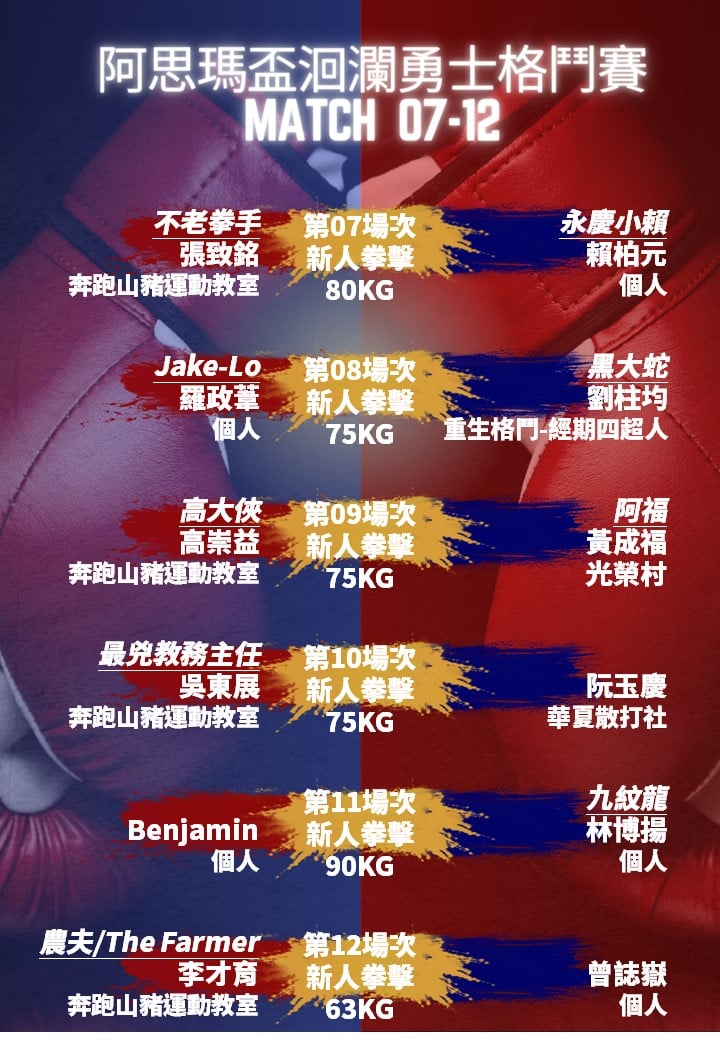 阿思瑪盃洄瀾勇士格鬥賽
MATCH 07-12
不老拳手
張致銘
奔跑山豬運動教室
第07場次
新人拳擊
80KG
永慶小賴
賴柏元
個人
Jake-Lo
羅政葦
個人
第08場次
新人拳擊
75KG
黑大蛇
劉柱均
重生格鬥-經期四超人
高大俠
高崇益
奔跑山豬運動教室
第09場次
新人拳擊
75KG
阿福
黃成福
光榮村
最兇教務主任
吳東展
奔跑山豬運動教室
第10場次
新人拳擊
75KG
阮玉慶
華夏散打社
Benjamin
個人
第11場次
新人拳擊
90KG
九紋龍
林博揚
個人
農夫/The Farmer
李才育
奔跑山豬運動教室
第12場次
新人拳擊
63KG
曾誌嶽
個人